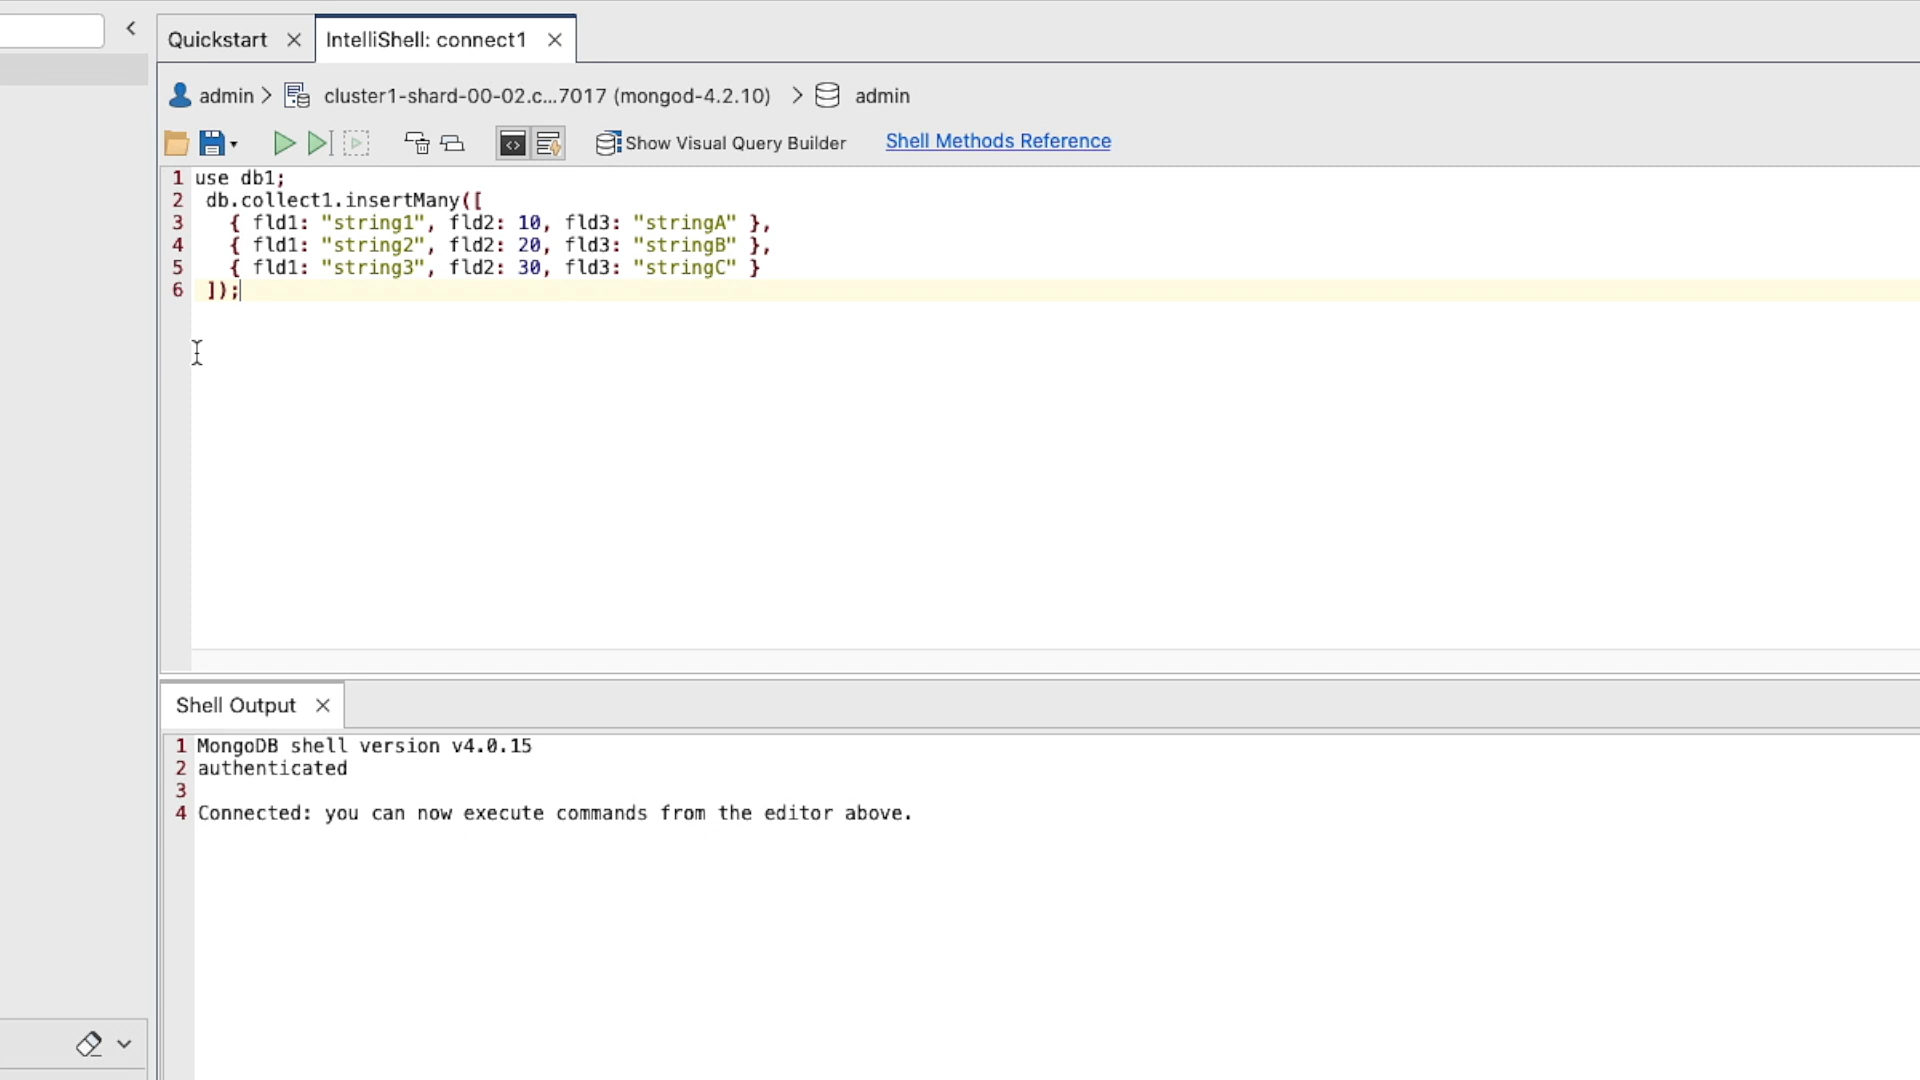 Quickstart
IntelliShell: connect1
admin > cluster1-shard-00-02.c...7017 (mongod-4.2.10) > admin
Show Visual Query Builder Shell Methods Reference
1 use db1;
2 db.collect1.insertMany([
3 { fld1: "string1", fld2: 10, fld3: "stringA" },
4 { fld1: "string2", fld2: 20, fld3: "stringB" },
5 { fld1: "string3", fld2: 30, fld3: "stringC" }
6 ]);
Shell Output
1 MongoDB shell version v4.0.15
2 authenticated
3
4 Connected: you can now execute commands from the editor above.